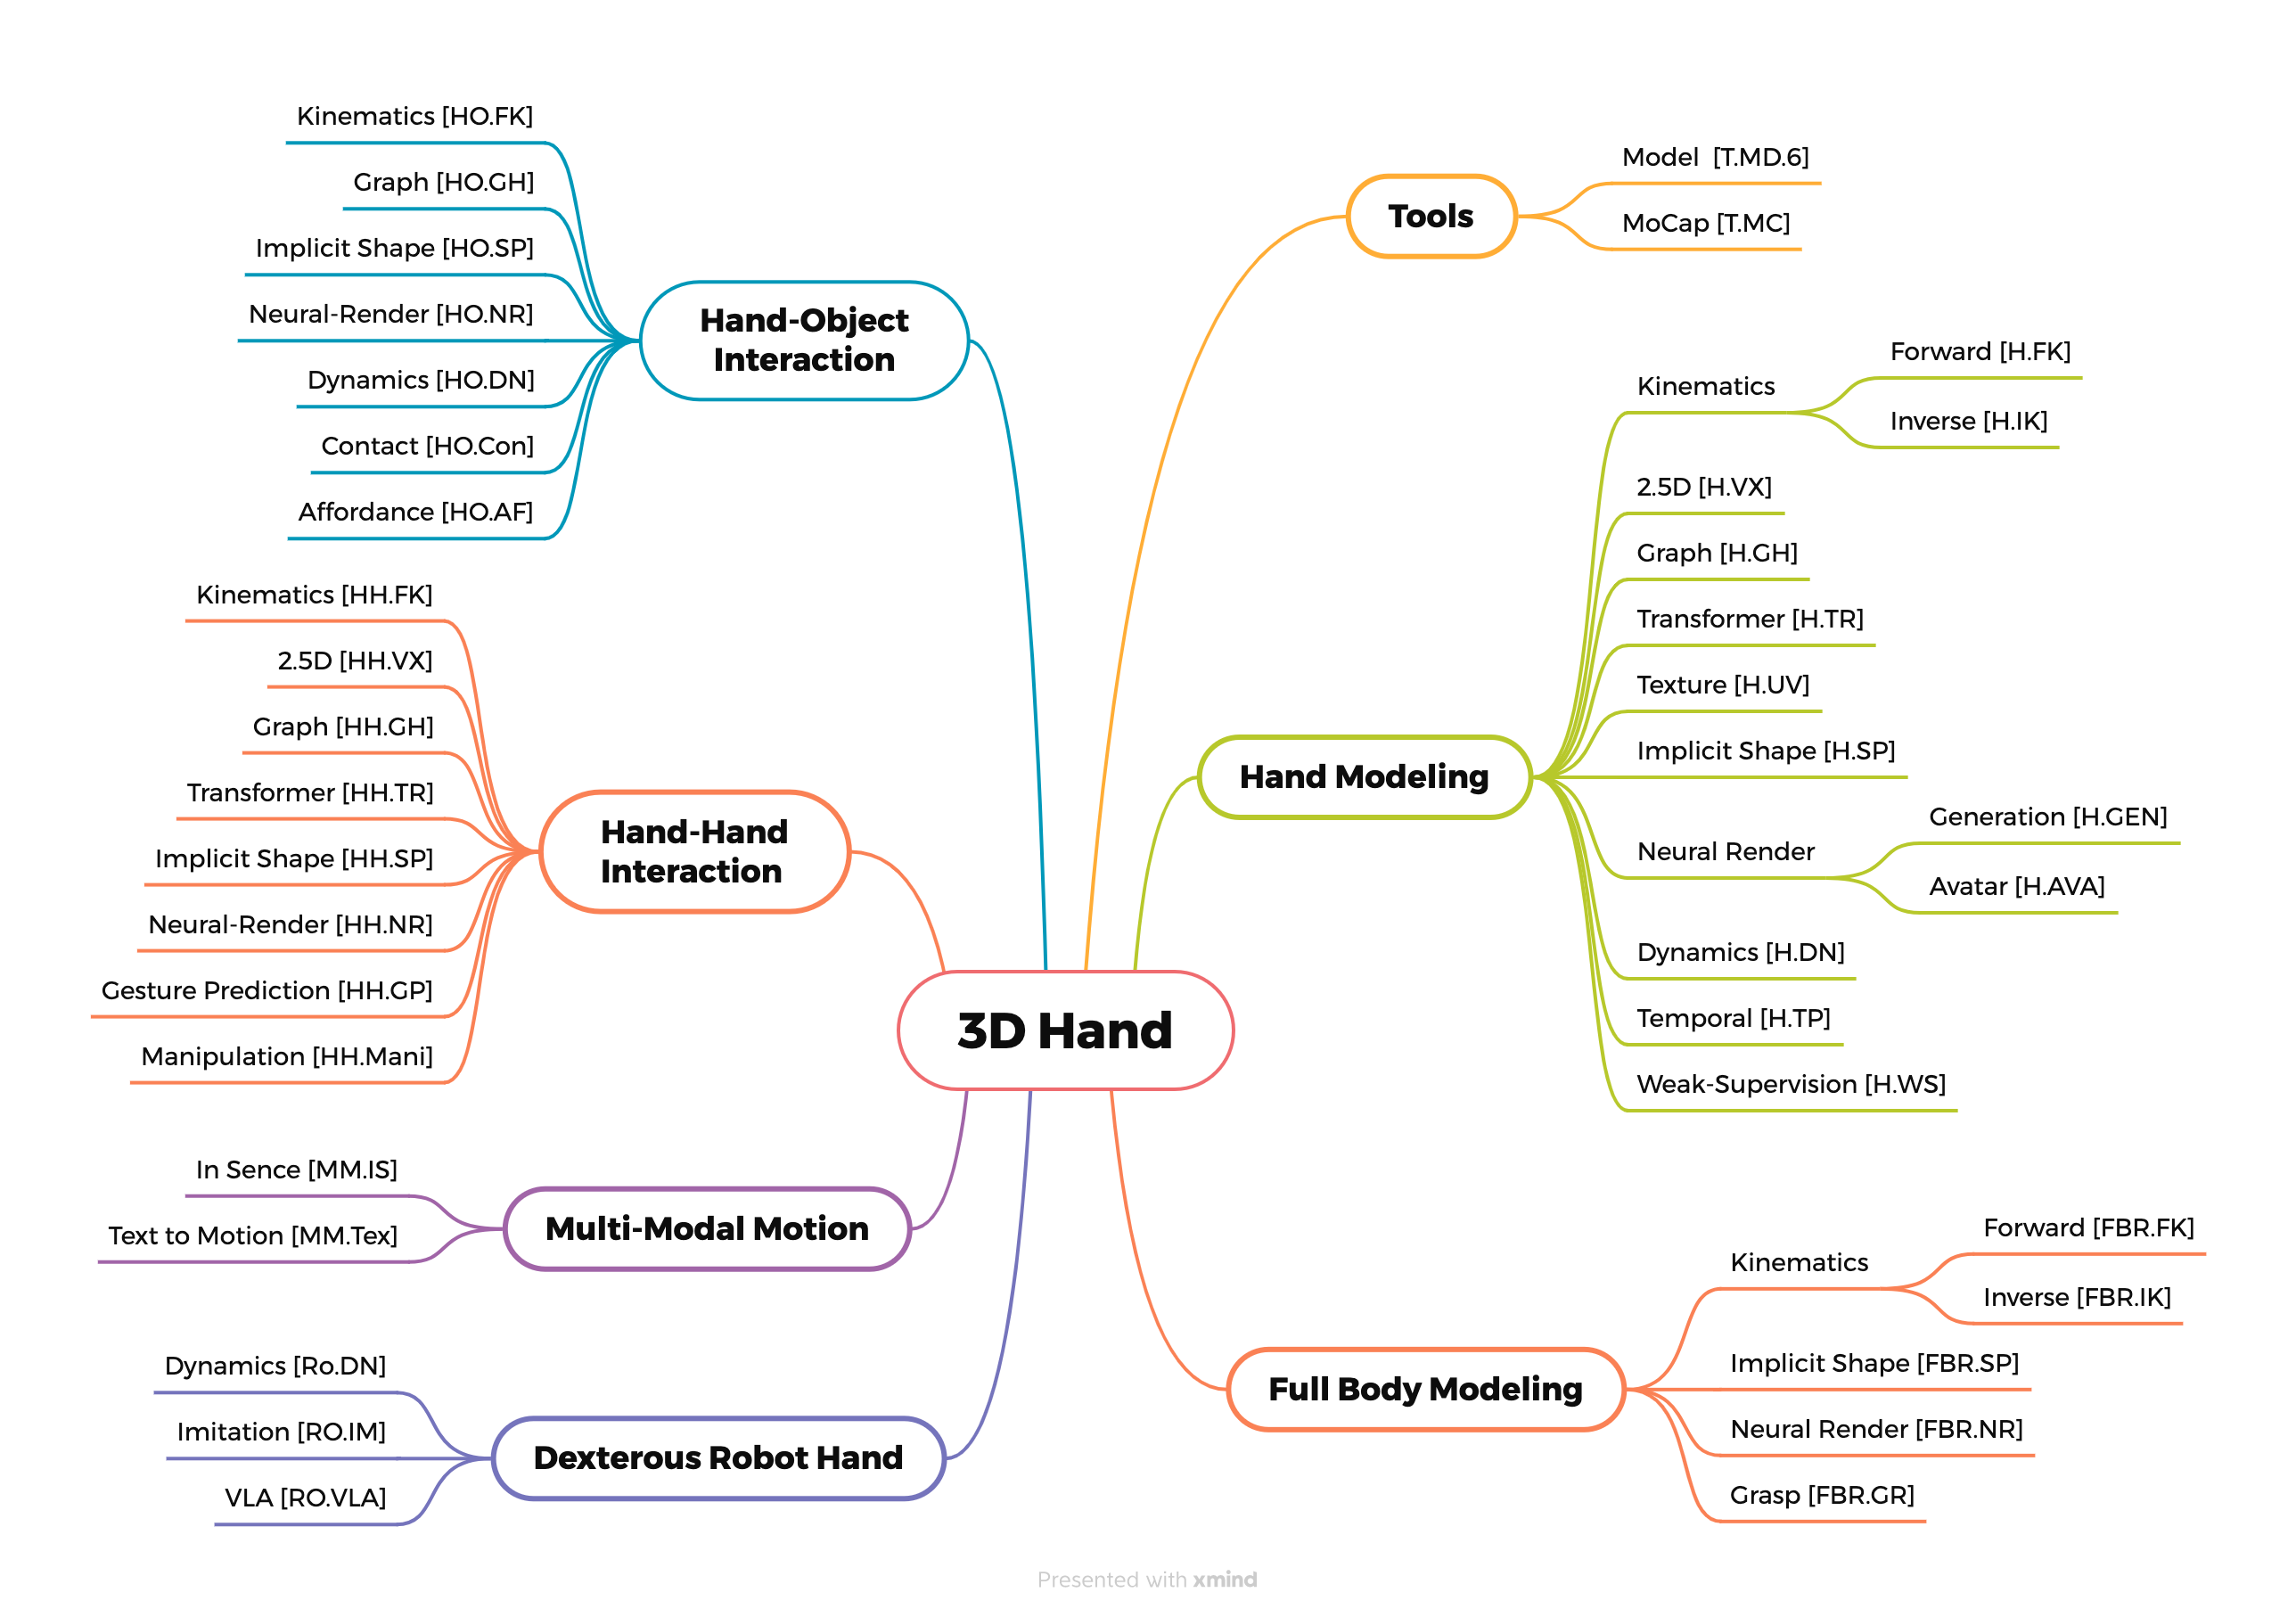 Kinematics [HO.FK]
Graph [HO.GH]
Implicit Shape [HO.SP]
Neural-Render [HO.NR]
Dynamics [HO.DN]
Contact [HO.Con]
Affordance [HO.AF]
Hand-Object
Interaction
Kinematics [HH.FK]
2.5D [HH.VX]
Graph [HH.GH]
Transformer [HH.TR]
Implicit Shape [HH.SP]
Neural-Render [HH.NR]
Gesture Prediction [HH.GP]
Manipulation [HH.Mani]
Hand-Hand
Interaction
In Sence [MM.IS]
Text to Motion [MM.Tex]
Multi-Modal Motion
Dynamics [Ro.DN]
Imitation [RO.IM]
VLA [RO.VLA]
Dexterous Robot Hand
3D Hand
Tools
Model  [T.MD.6]
MoCap [T.MC]
Hand Modeling
Kinematics
Forward [H.FK]
Inverse [H.IK]
2.5D [H.VX]
Graph [H.GH]
Transformer [H.TR]
Texture [H.UV]
Implicit Shape [H.SP]
Neural Render
Generation [H.GEN]
Avatar [H.AVA]
Dynamics [H.DN]
Temporal [H.TP]
Weak-Supervision [H.WS]
Full Body Modeling
Kinematics
Forward [FBR.FK]
Inverse [FBR.IK]
Implicit Shape [FBR.SP]
Neural Render [FBR.NR]
Grasp [FBR.GR]
Presented with xmind